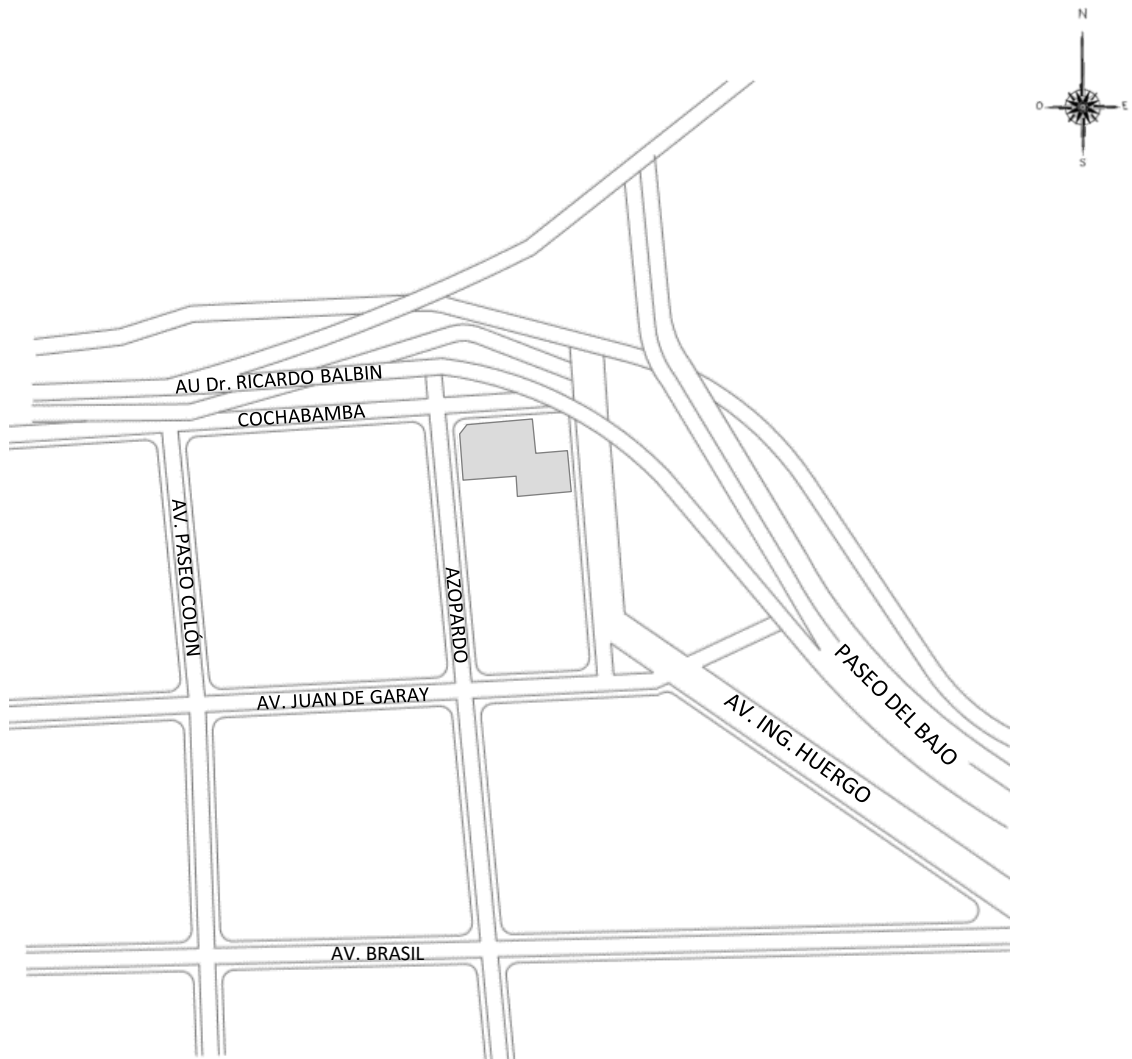 N
O E
S
AU Dr. RICARDO BALBIN
COCHABAMBA
AV. PASEO COLÓN
AZOPARDO
AV. JUAN DE GARAY
PASEO DEL BAJO
AV. ING. HUERGO
AV. BRASIL